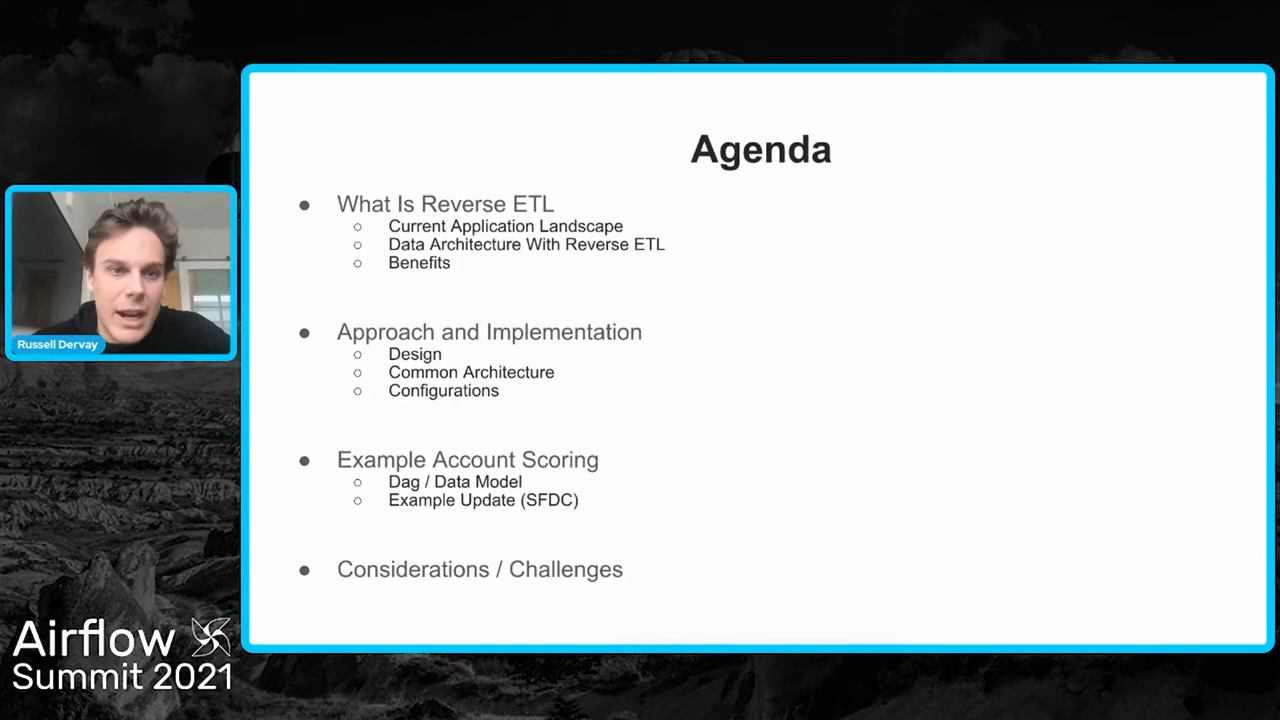 Agenda
● What Is Reverse ETL
○ Current Application Landscape
○ Data Architecture With Reverse ETL
○ Benefits
● Approach and Implementation
○ Design
○ Common Architecture
○ Configurations
● Example Account Scoring
○ Dag / Data Model
○ Example Update (SFDC)
● Considerations / Challenges
Russell Dervay
Airflow
Summit 2021